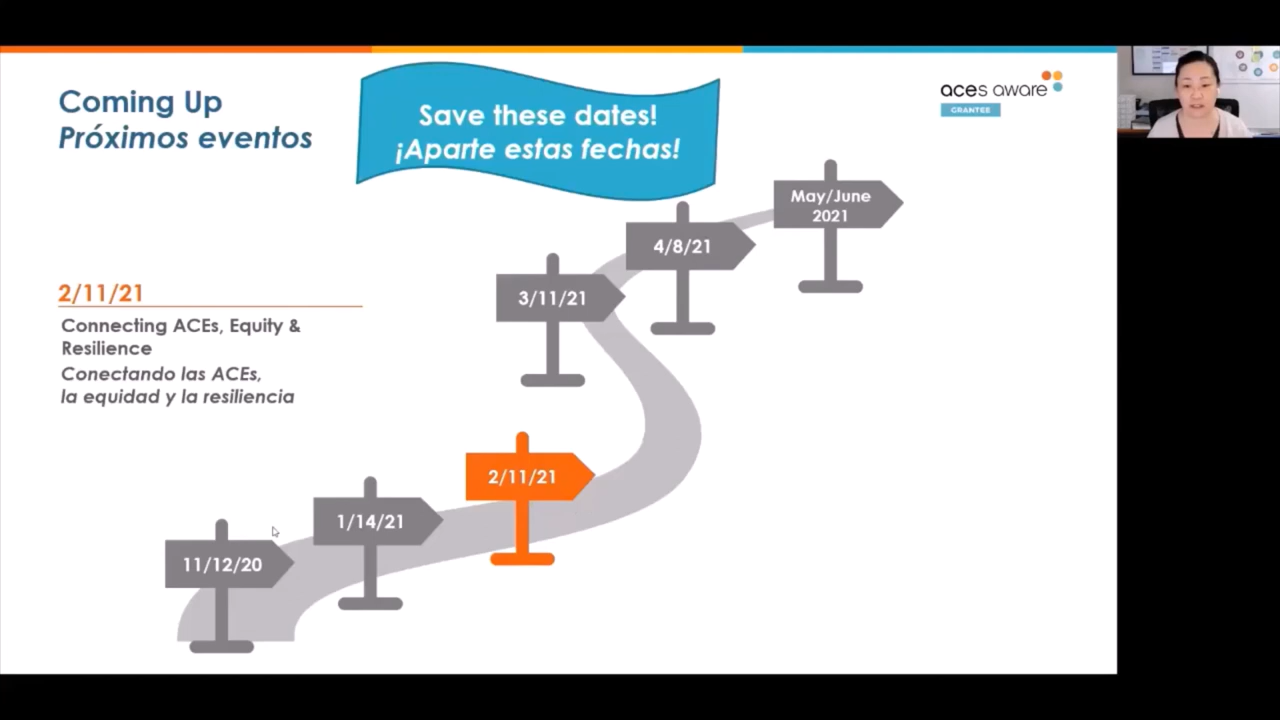 Coming Up
Próximos eventos
Save these dates!
¡Aparte estas fechas!
aces aware
GRANTEE
May/June
2021
4/8/21
3/11/21
2/11/21
Connecting ACEs, Equity &
Resilience
Conectando las ACEs,
la equidad y la resiliencia
2/11/21
1/14/21
11/12/20